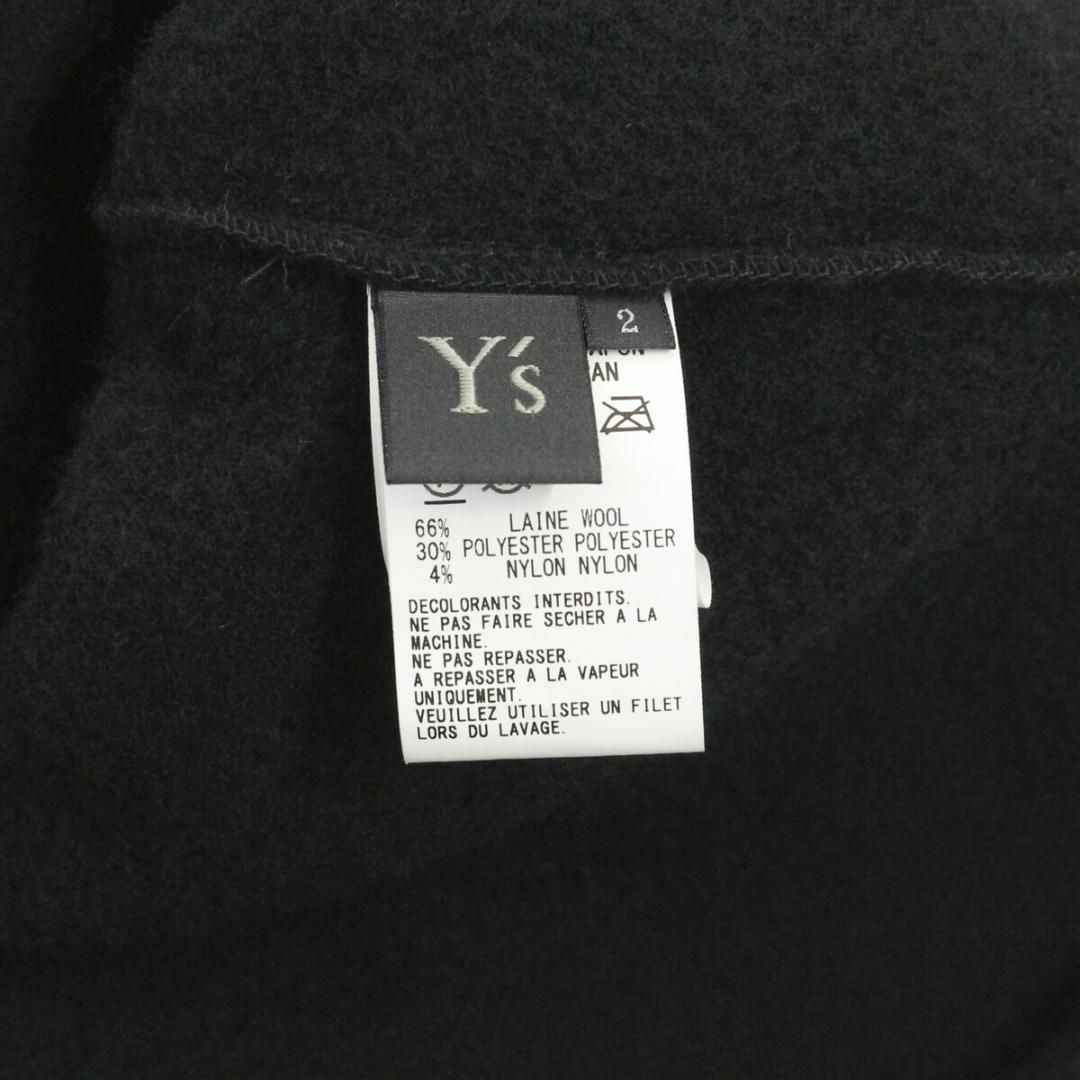 Y's
2
66% LAINE WOOL
30% POLYESTER POLYESTER
4% NYLON NYLON
DECOLORANTS INTERDITS.
NE PAS FAIRE SECHER A LA
MACHINE.
NE PAS REPASSER.
A REPASSER A LA VAPEUR
UNIQUEMENT.
VEUILLEZ UTILISER UN FILET
LORS DU LAVAGE.